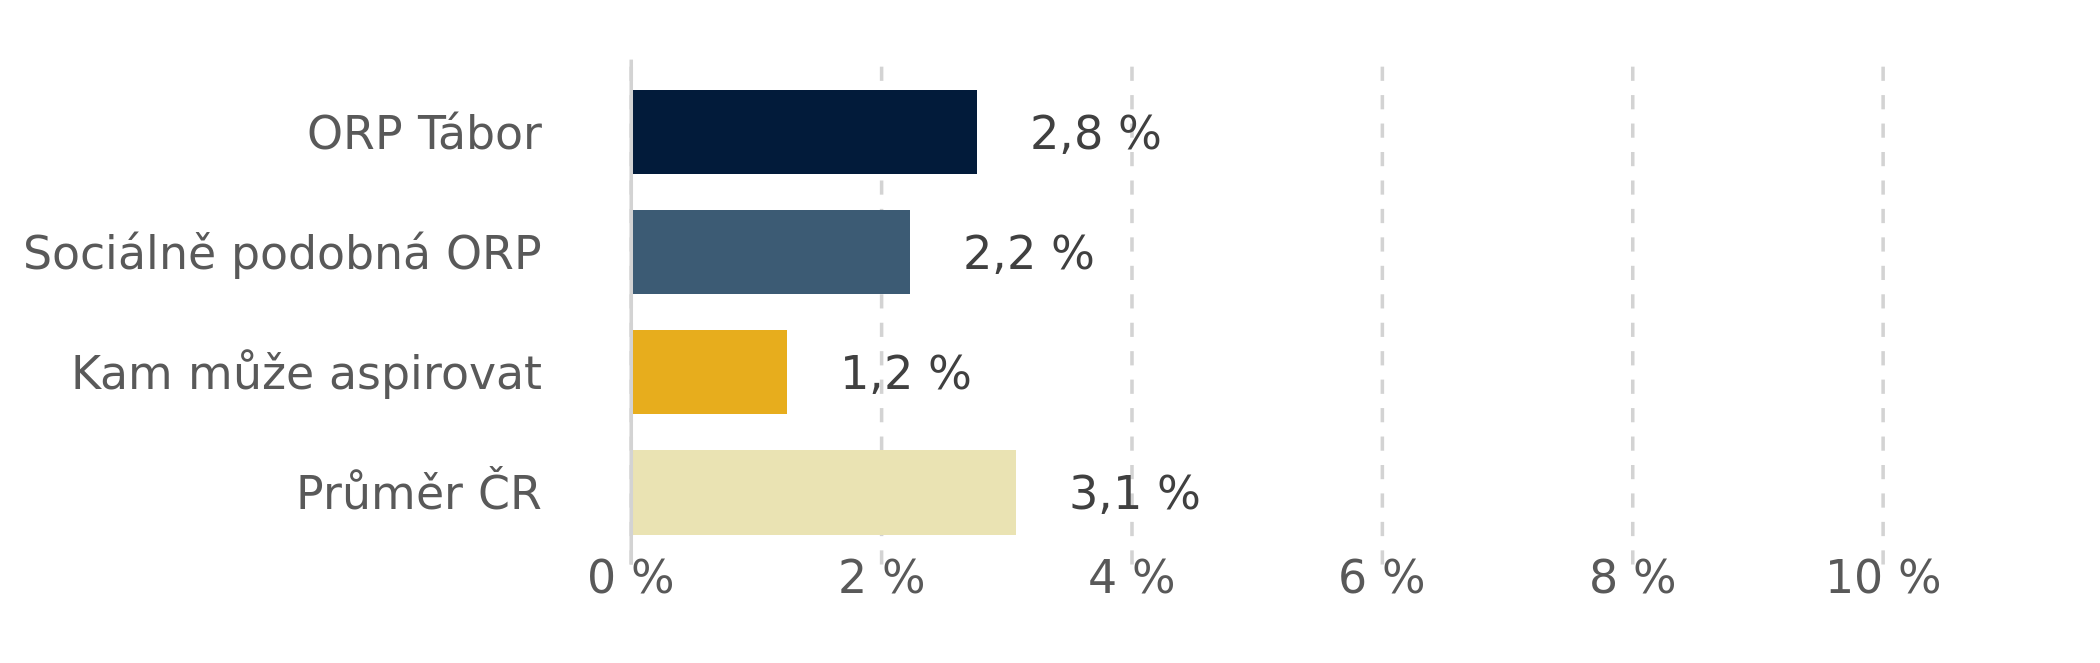 ORP Tábor 2,8 %
Sociálně podobná ORP 2,2 %
Kam může aspirovat 1,2 %
Průměr ČR 3,1 %
0 % 2 % 4 % 6 % 8 % 10 %